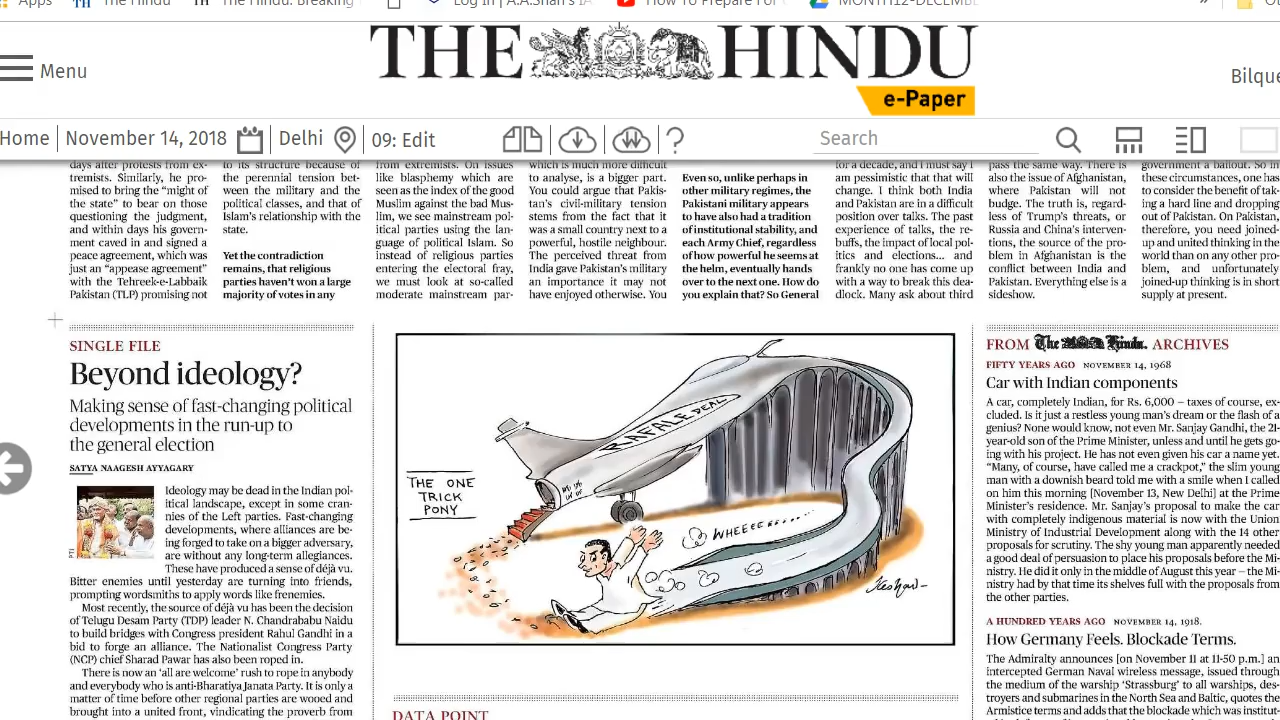 Apps
The Hindu
The Hindu: Breaking
Log In | A.A.Shah's IA
How To Prepare For
MONTH12-DECEMB
»
THE HINDU
e-Paper
Menu
Bilque
Home
November 14, 2018
Delhi
09: Edit
Search
days after protests from ex-
tremists. Similarly, he pro-
mised to bring the “might of
the state” to bear on those
questioning the judgment,
and within days his govern-
ment caved in and signed a
peace agreement, which was
just an “appease agreement”
with the Tehreek-e-Labbaik
Pakistan (TLP) promising not
to its structure because of
the perennial tension bet-
ween the military and the
political classes, and that of
Islam's relationship with the
state.
Yet the contradiction
remains, that religious
parties haven't won a large
majority of votes in any
from extremists. On issues
like blasphemy which are
seen as the index of the good
Muslim against the bad Mus-
lim, we see mainstream pol-
itical parties using the lan-
guage of political Islam. So
instead of religious parties
entering the electoral fray,
we must look at so-called
moderate mainstream par-
which is much more difficult
to analyse, is a bigger part.
You could argue that Pakis-
tan's civil-military tension
stems from the fact that it
was a small country next to a
powerful, hostile neighbour.
The perceived threat from
India gave Pakistan's military
an importance it may not
have enjoyed otherwise. You
Even so, unlike perhaps in
other military regimes, the
Pakistani military appears
to have also had a tradition
of institutional stability, and
each Army Chief, regardless
of how powerful he seems at
the helm, eventually hands
over to the next one. How do
you explain that? So General
for a decade, and I must say I
am pessimistic that that will
change. I think both India
and Pakistan are in a difficult
position over talks. The past
experience of talks, the re-
buffs, the impact of local pol-
itics and elections... and
frankly no one has come up
with a way to break this dea-
dlock. Many ask about third
pass the same way. There is
also the issue of Afghanistan,
where Pakistan will not
budge. The truth is, regard-
less of Trump's threats, or
Russia and China's interven-
tions, the source of the pro-
blem in Afghanistan is the
conflict between India and
Pakistan. Everything else is a
sideshow.
government a bailout. So in
these circumstances, one has
to consider the benefit of tak-
ing a hard line and dropping
out of Pakistan. On Pakistan,
therefore, you need joined-
up and united thinking in the
world than on any other pro-
blem, and unfortunately
joined-up thinking is in short
supply at present.
SINGLE FILE
Beyond ideology?
Making sense of fast-changing political
developments in the run-up to
the general election
SATYA NAAGESH AYYAGARY
PTI
Ideology may be dead in the Indian pol-
itical landscape, except in some cran-
nies of the Left parties. Fast-changing
developments, where alliances are be-
ing forged to take on a bigger adversary,
are without any long-term allegiances.
These have produced a sense of déjà vu.
Bitter enemies until yesterday are turning into friends,
prompting wordsmiths to apply words like frenemies.
Most recently, the source of déjà vu has been the decision
of Telugu Desam Party (TDP) leader N. Chandrababu Naidu
to build bridges with Congress president Rahul Gandhi in a
bid to forge an alliance. The Nationalist Congress Party
(NCP) chief Sharad Pawar has also been roped in.
There is now an ‘all are welcome’ rush to rope in anybody
and everybody who is anti-Bharatiya Janata Party. It is only a
matter of time before other regional parties are wooed and
brought into a united front, vindicating the proverb from
RAFALE DEAL
THE ONE
TRICK
PONY
WHEEEEE.......
Keshav
DATA POINT
FROM The Hindu. ARCHIVES
FIFTY YEARS AGO NOVEMBER 14, 1968
Car with Indian components
A car, completely Indian, for Rs. 6,000 – taxes of course, ex-
cluded. Is it just a restless young man's dream or the flash of a
genius? None would know, not even Mr. Sanjay Gandhi, the 21-
year-old son of the Prime Minister, unless and until he gets go-
ing with his project. He has not even given his car a name yet.
“Many, of course, have called me a crackpot,” the slim young
man with a downish beard told me with a smile when I called
on him this morning [November 13, New Delhi] at the Prime
Minister's residence. Mr. Sanjay's proposal to make the car
with completely indigenous material is now with the Union
Ministry of Industrial Development along with the 14 other
proposals for scrutiny. The shy young man apparently needed
a good deal of persuasion to place his proposals before the Mi-
nistry. He did it only in the middle of August this year – the Mi-
nistry had by that time its shelves full with the proposals from
the other parties.
A HUNDRED YEARS AGO NOVEMBER 14, 1918.
How Germany Feels. Blockade Terms.
The Admiralty announces [on November 11 at 11-50 p.m.] an
intercepted German Naval wireless message, issued through
the medium of the warship ‘Strassburg’ to all warships, des-
troyers and submarines in the North Sea and Baltic, quotes the
Armistice terms and adds that the blockade which was institut-